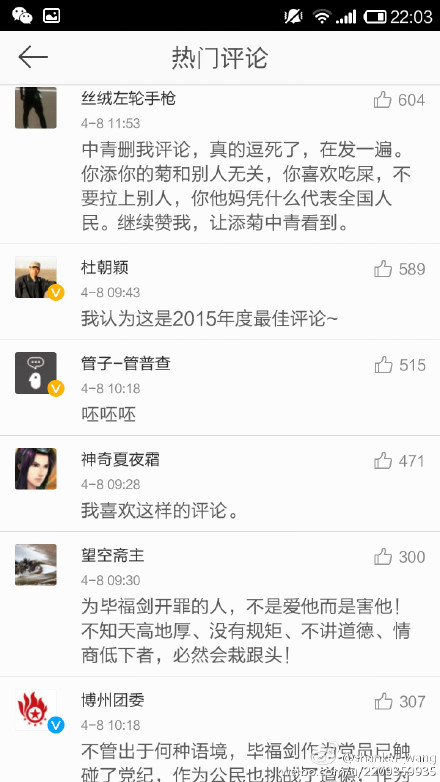 22:03
热门评论
丝绒左轮手枪
604
4-8 11:53
中青删我评论，真的逗死了，在发一遍。
你添你的菊和别人无关，你喜欢吃屎，不
要拉上别人，你他妈凭什么代表全国人
民。继续赞我，让添菊中青看到。
杜朝颖
589
4-8 09:43
我认为这是2015年度最佳评论~
管子-管普查
515
4-8 10:18
呸呸呸
神奇夏夜霜
471
4-8 09:28
我喜欢这样的评论。
望空斋主
300
4-8 09:30
为毕福剑开罪的人，不是爱他而是害他！
不知天高地厚、没有规矩、不讲道德、情
商低下者，必然会栽跟头！
博州团委
307
4-8 10:18
不管出于何种语境，毕福剑作为党员已触
碰了党纪，作为公民也挑战了道德，作为